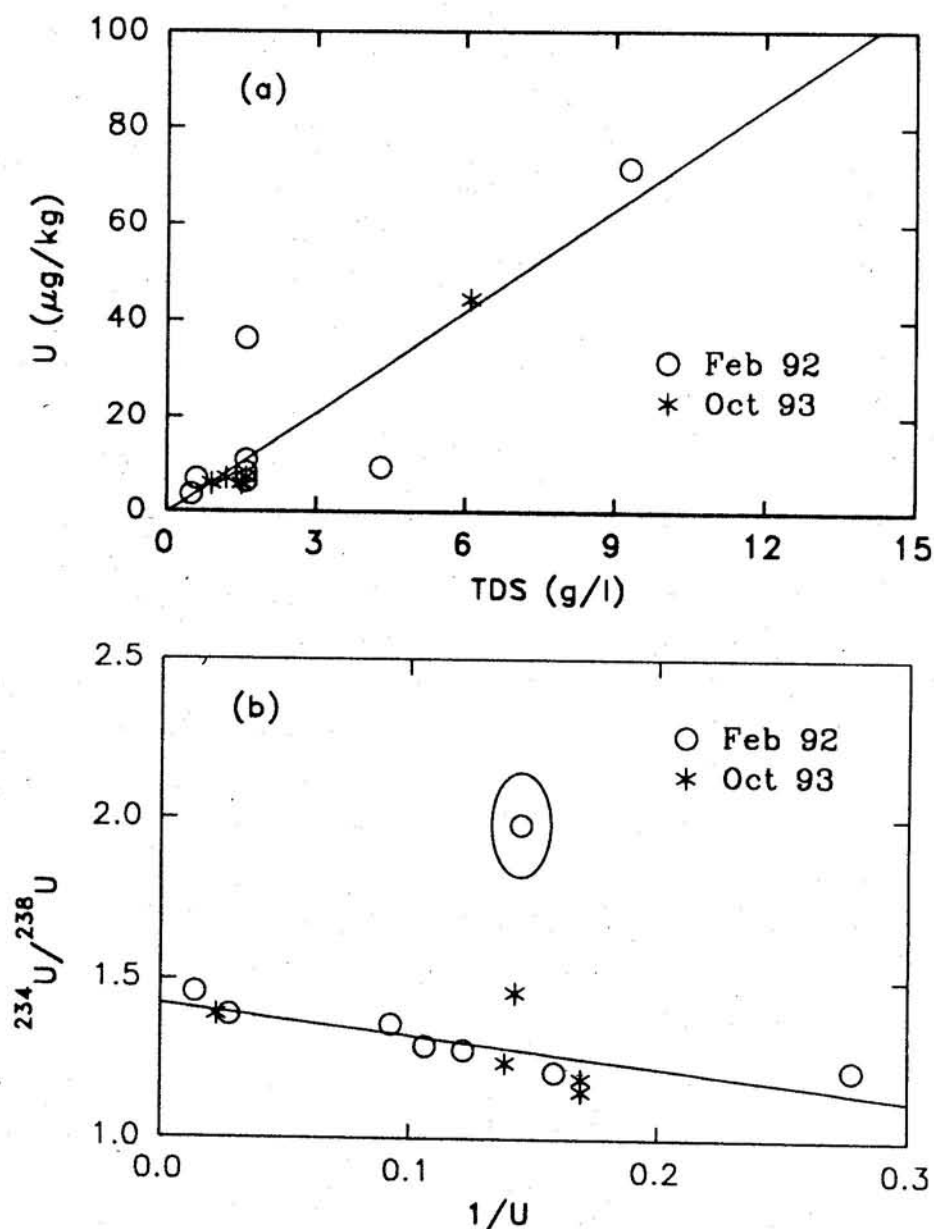 100
80
60
40
20
0
U (μg/kg)
(a)
○ Feb 92
* Oct 93
0 3 6 9 12 15
TDS (g/l)
2.5
2.0
1.5
1.0
²³⁴U/²³⁸U
(b)
○ Feb 92
* Oct 93
0.0 0.1 0.2 0.3
1/U